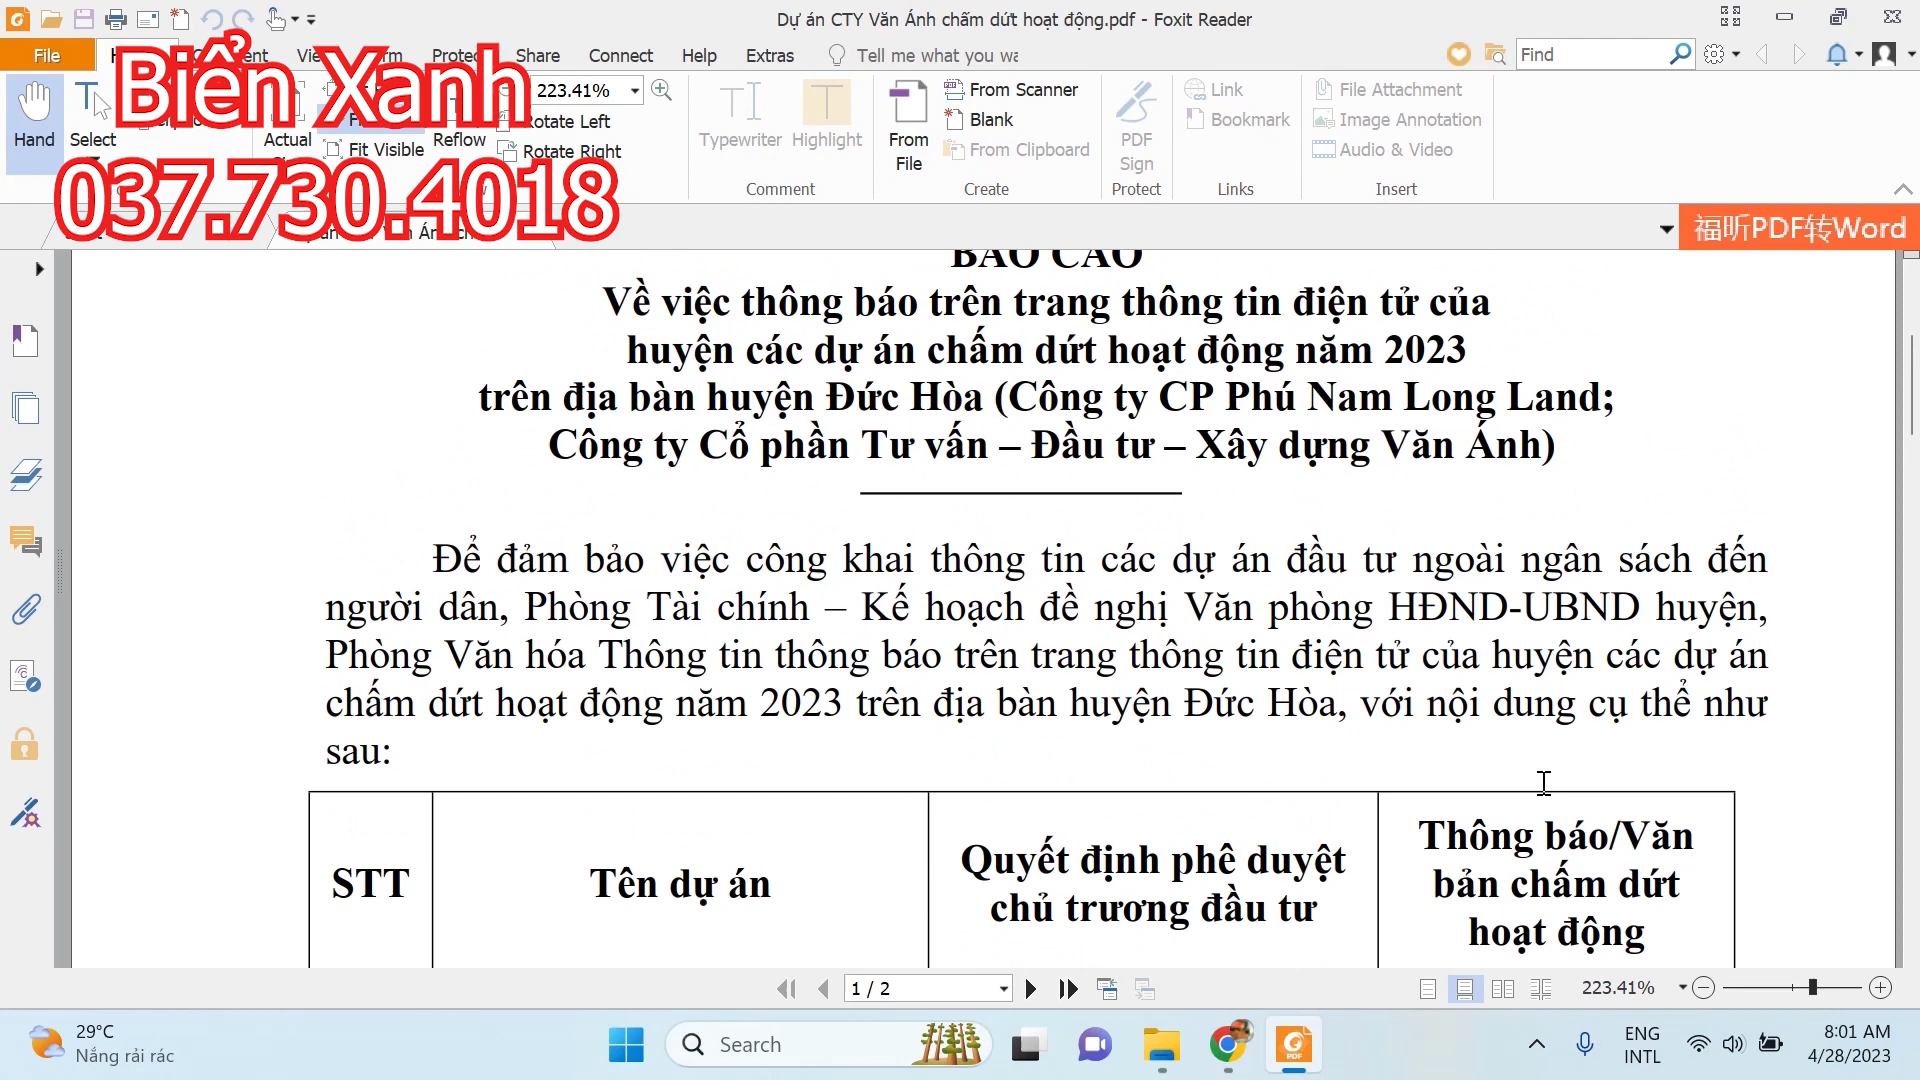 Dự án CTY Văn Ánh chấm dứt hoạt động.pdf - Foxit Reader
File
Share Connect Help Extras Tell me what you wa
Find
Biển Xanh
037.730.4018
Hand Select Actual Reflow
223.41%
Rotate Left
Fit Visible Rotate Right
Typewriter Highlight
Comment
From File
From Scanner
Blank
From Clipboard
Create
PDF Sign
Protect
Link
Bookmark
Links
File Attachment
Image Annotation
Audio & Video
Insert
福昕PDF转Word
BÁO CÁO
Về việc thông báo trên trang thông tin điện tử của
huyện các dự án chấm dứt hoạt động năm 2023
trên địa bàn huyện Đức Hòa (Công ty CP Phú Nam Long Land;
Công ty Cổ phần Tư vấn – Đầu tư – Xây dựng Văn Ánh)
Để đảm bảo việc công khai thông tin các dự án đầu tư ngoài ngân sách đến
người dân, Phòng Tài chính – Kế hoạch đề nghị Văn phòng HĐND-UBND huyện,
Phòng Văn hóa Thông tin thông báo trên trang thông tin điện tử của huyện các dự án
chấm dứt hoạt động năm 2023 trên địa bàn huyện Đức Hòa, với nội dung cụ thể như
sau:
STT
Tên dự án
Quyết định phê duyệt
chủ trương đầu tư
Thông báo/Văn
bản chấm dứt
hoạt động
1 / 2
223.41%
29°C
Nắng rải rác
Search
ENG
INTL
8:01 AM
4/28/2023